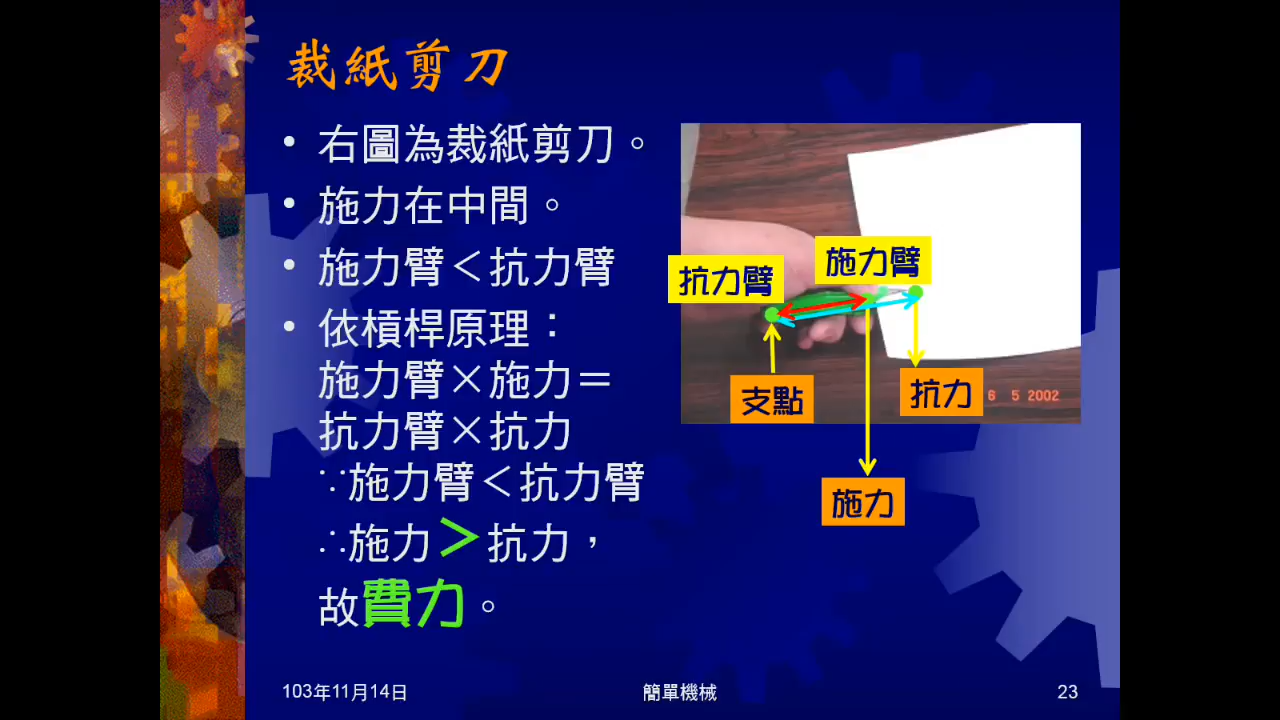 裁紙剪刀
• 右圖為裁紙剪刀。
• 施力在中間。
• 施力臂＜抗力臂
• 依槓桿原理：
施力臂×施力＝
抗力臂×抗力
∵施力臂＜抗力臂
∴施力＞抗力，
故費力。
抗力臂
施力臂
支點
抗力
6 5 2002
施力
103年11月14日
簡單機械
23